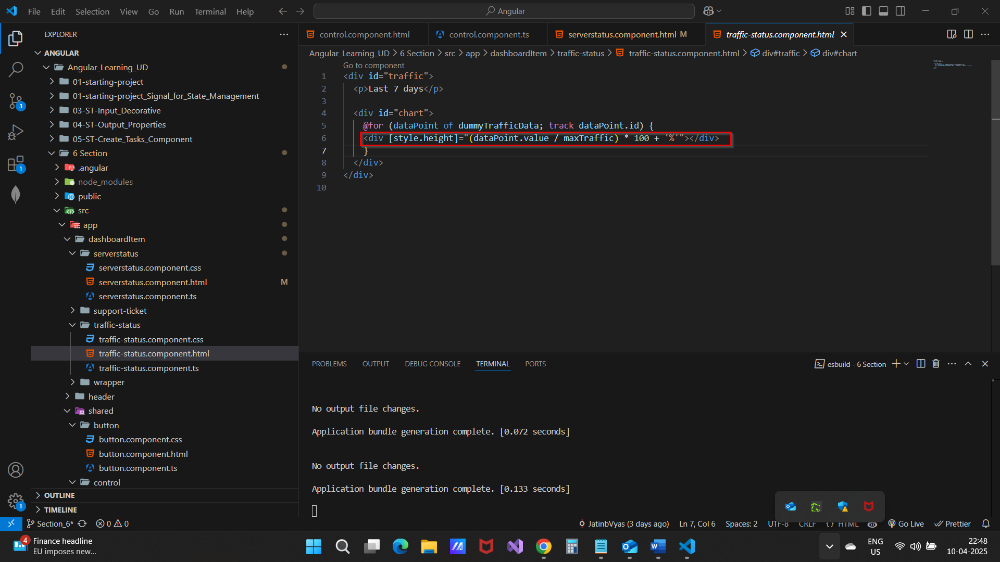 File Edit Selection View Go Run Terminal Help
Angular
EXPLORER
ANGULAR
Angular_Learning_UD
01-starting-project
01-starting-project_Signal_for_State_Management
03-ST-Input_Decorative
04-ST-Output_Properties
05-ST-Create_Tasks_Component
6 Section
.angular
node_modules
public
src
app
dashboardItem
serverstatus
serverstatus.component.css
serverstatus.component.html M
serverstatus.component.ts
support-ticket
traffic-status
traffic-status.component.css
traffic-status.component.html
traffic-status.component.ts
wrapper
header
shared
button
button.component.css
button.component.html
button.component.ts
control
OUTLINE
TIMELINE
3
1
1
control.component.html control.component.ts serverstatus.component.html M traffic-status.component.html
Angular_Learning_UD > 6 Section > src > app > dashboardItem > traffic-status > traffic-status.component.html > div#traffic > div#chart
Go to component
1 <div id="traffic">
2 <p>Last 7 days</p>
3
4 <div id="chart">
5 @for (dataPoint of dummyTrafficData; track dataPoint.id) {
6 <div [style.height]="(dataPoint.value / maxTraffic) * 100 + '%'"></div>
7 }
8 </div>
9 </div>
10
PROBLEMS OUTPUT DEBUG CONSOLE TERMINAL PORTS
esbuild - 6 Section
No output file changes.
Application bundle generation complete. [0.072 seconds]
No output file changes.
Application bundle generation complete. [0.133 seconds]
Section_6* 0 0 JatinbVyas (3 days ago) Ln 7, Col 6 Spaces: 2 UTF-8 CRLF {} HTML Go Live Prettier
4
Finance headline
EU imposes new...
ENG
US
22:48
10-04-2025